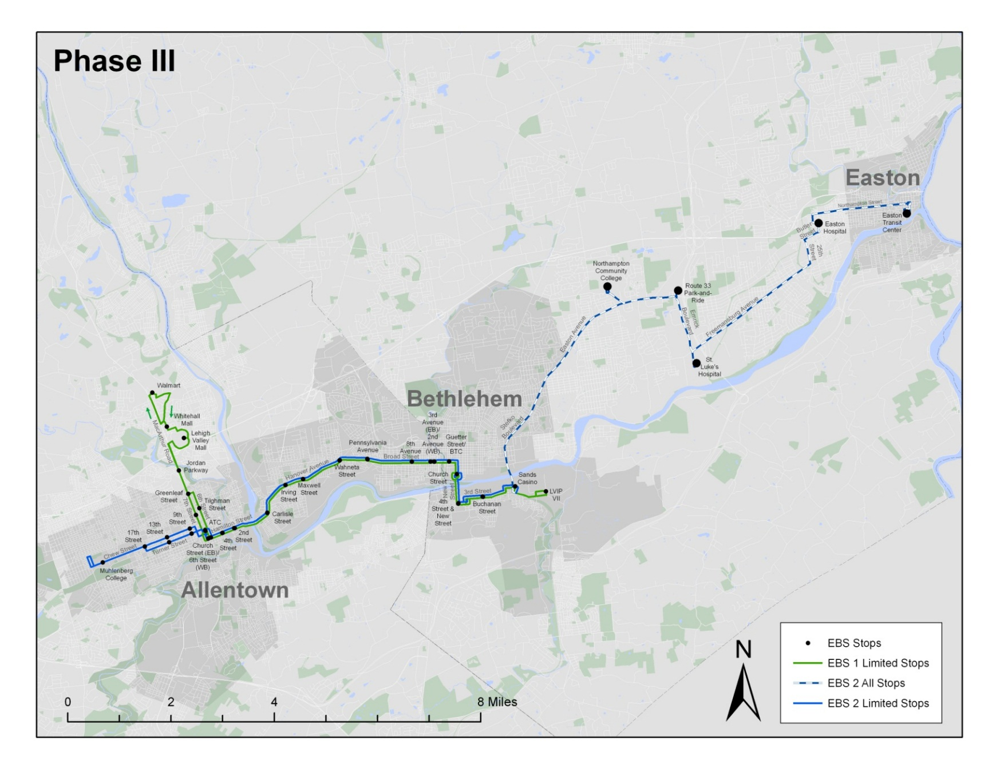 Phase III
Easton
Northampton Street
Easton
Transit
Center
Easton
Hospital
Butler
Street
25th
Street
Northampton
Community
College
Route 33
Park-and-
Ride
Emrick
Boulevard
Freemansburg Avenue
Easton Avenue
St.
Luke's
Hospital
Bethlehem
Stefko
Boulevard
Walmart
Whitehall
Mall
Lehigh
Valley
Mall
MacArthur Road
Jordan
Parkway
Greenleaf
Street
7th Street
6th Street
Tilghman
Street
9th
Street
ATC
13th
Street
17th
Street
Chew Street
Turner Street
Hamilton Street
Muhlenberg
College
Church
Street (EB)/
6th Street
(WB)
4th
Street
2nd
Street
Carlisle
Street
Irving
Street
Maxwell
Street
Hanover Avenue
Wahneta
Street
Pennsylvania
Avenue
Broad Street
8th
Avenue
3rd
Avenue
(EB)/
2nd
Avenue
(WB)
Guetter
Street/
BTC
Church
Street
New
Street
4th
Street &
New
Street
3rd Street
Buchanan
Street
Sands
Casino
LVIP
VII
Allentown
0
2
4
8 Miles
N
EBS Stops
EBS 1 Limited Stops
EBS 2 All Stops
EBS 2 Limited Stops